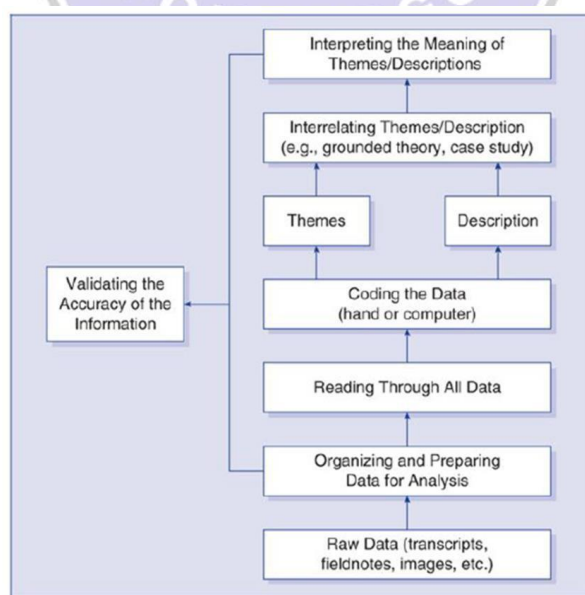 Interpreting the Meaning of
Themes/Descriptions
Interrelating Themes/Description
(e.g., grounded theory, case study)
Themes
Description
Validating the
Accuracy of the
Information
Coding the Data
(hand or computer)
Reading Through All Data
Organizing and Preparing
Data for Analysis
Raw Data (transcripts,
fieldnotes, images, etc.)